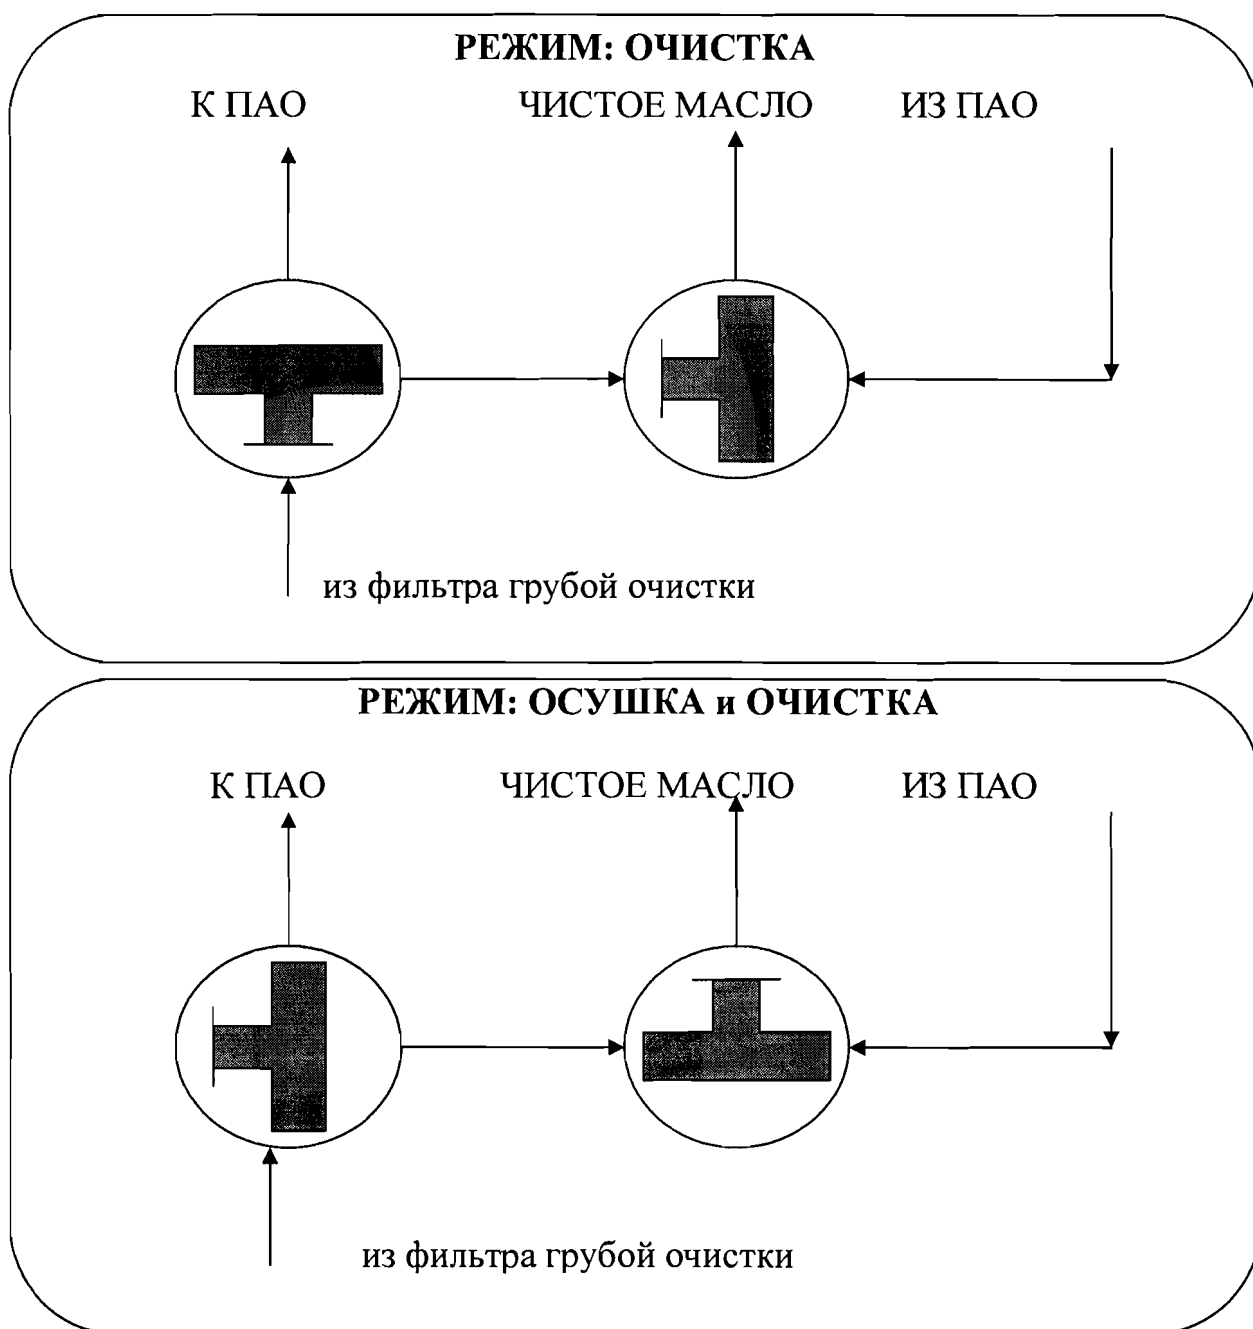 РЕЖИМ: ОЧИСТКА
К ПАО ЧИСТОЕ МАСЛО ИЗ ПАО
из фильтра грубой очистки
РЕЖИМ: ОСУШКА и ОЧИСТКА
К ПАО ЧИСТОЕ МАСЛО ИЗ ПАО
из фильтра грубой очистки